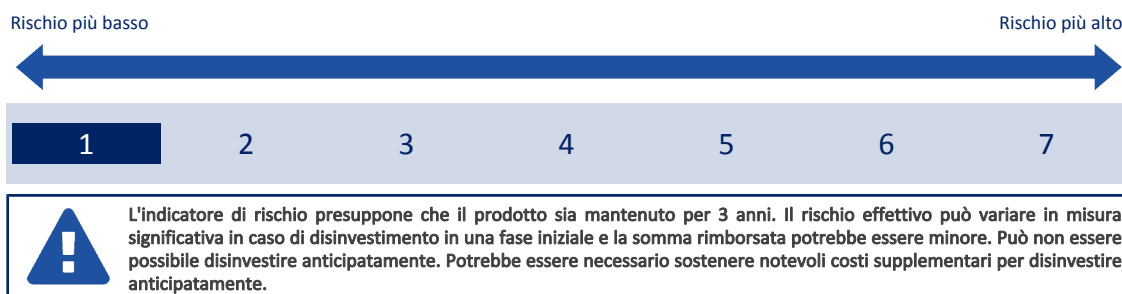 Rischio più basso Rischio più alto
1 2 3 4 5 6 7
L'indicatore di rischio presuppone che il prodotto sia mantenuto per 3 anni. Il rischio effettivo può variare in misura
significativa in caso di disinvestimento in una fase iniziale e la somma rimborsata potrebbe essere minore. Può non essere
possibile disinvestire anticipatamente. Potrebbe essere necessario sostenere notevoli costi supplementari per disinvestire
anticipatamente.